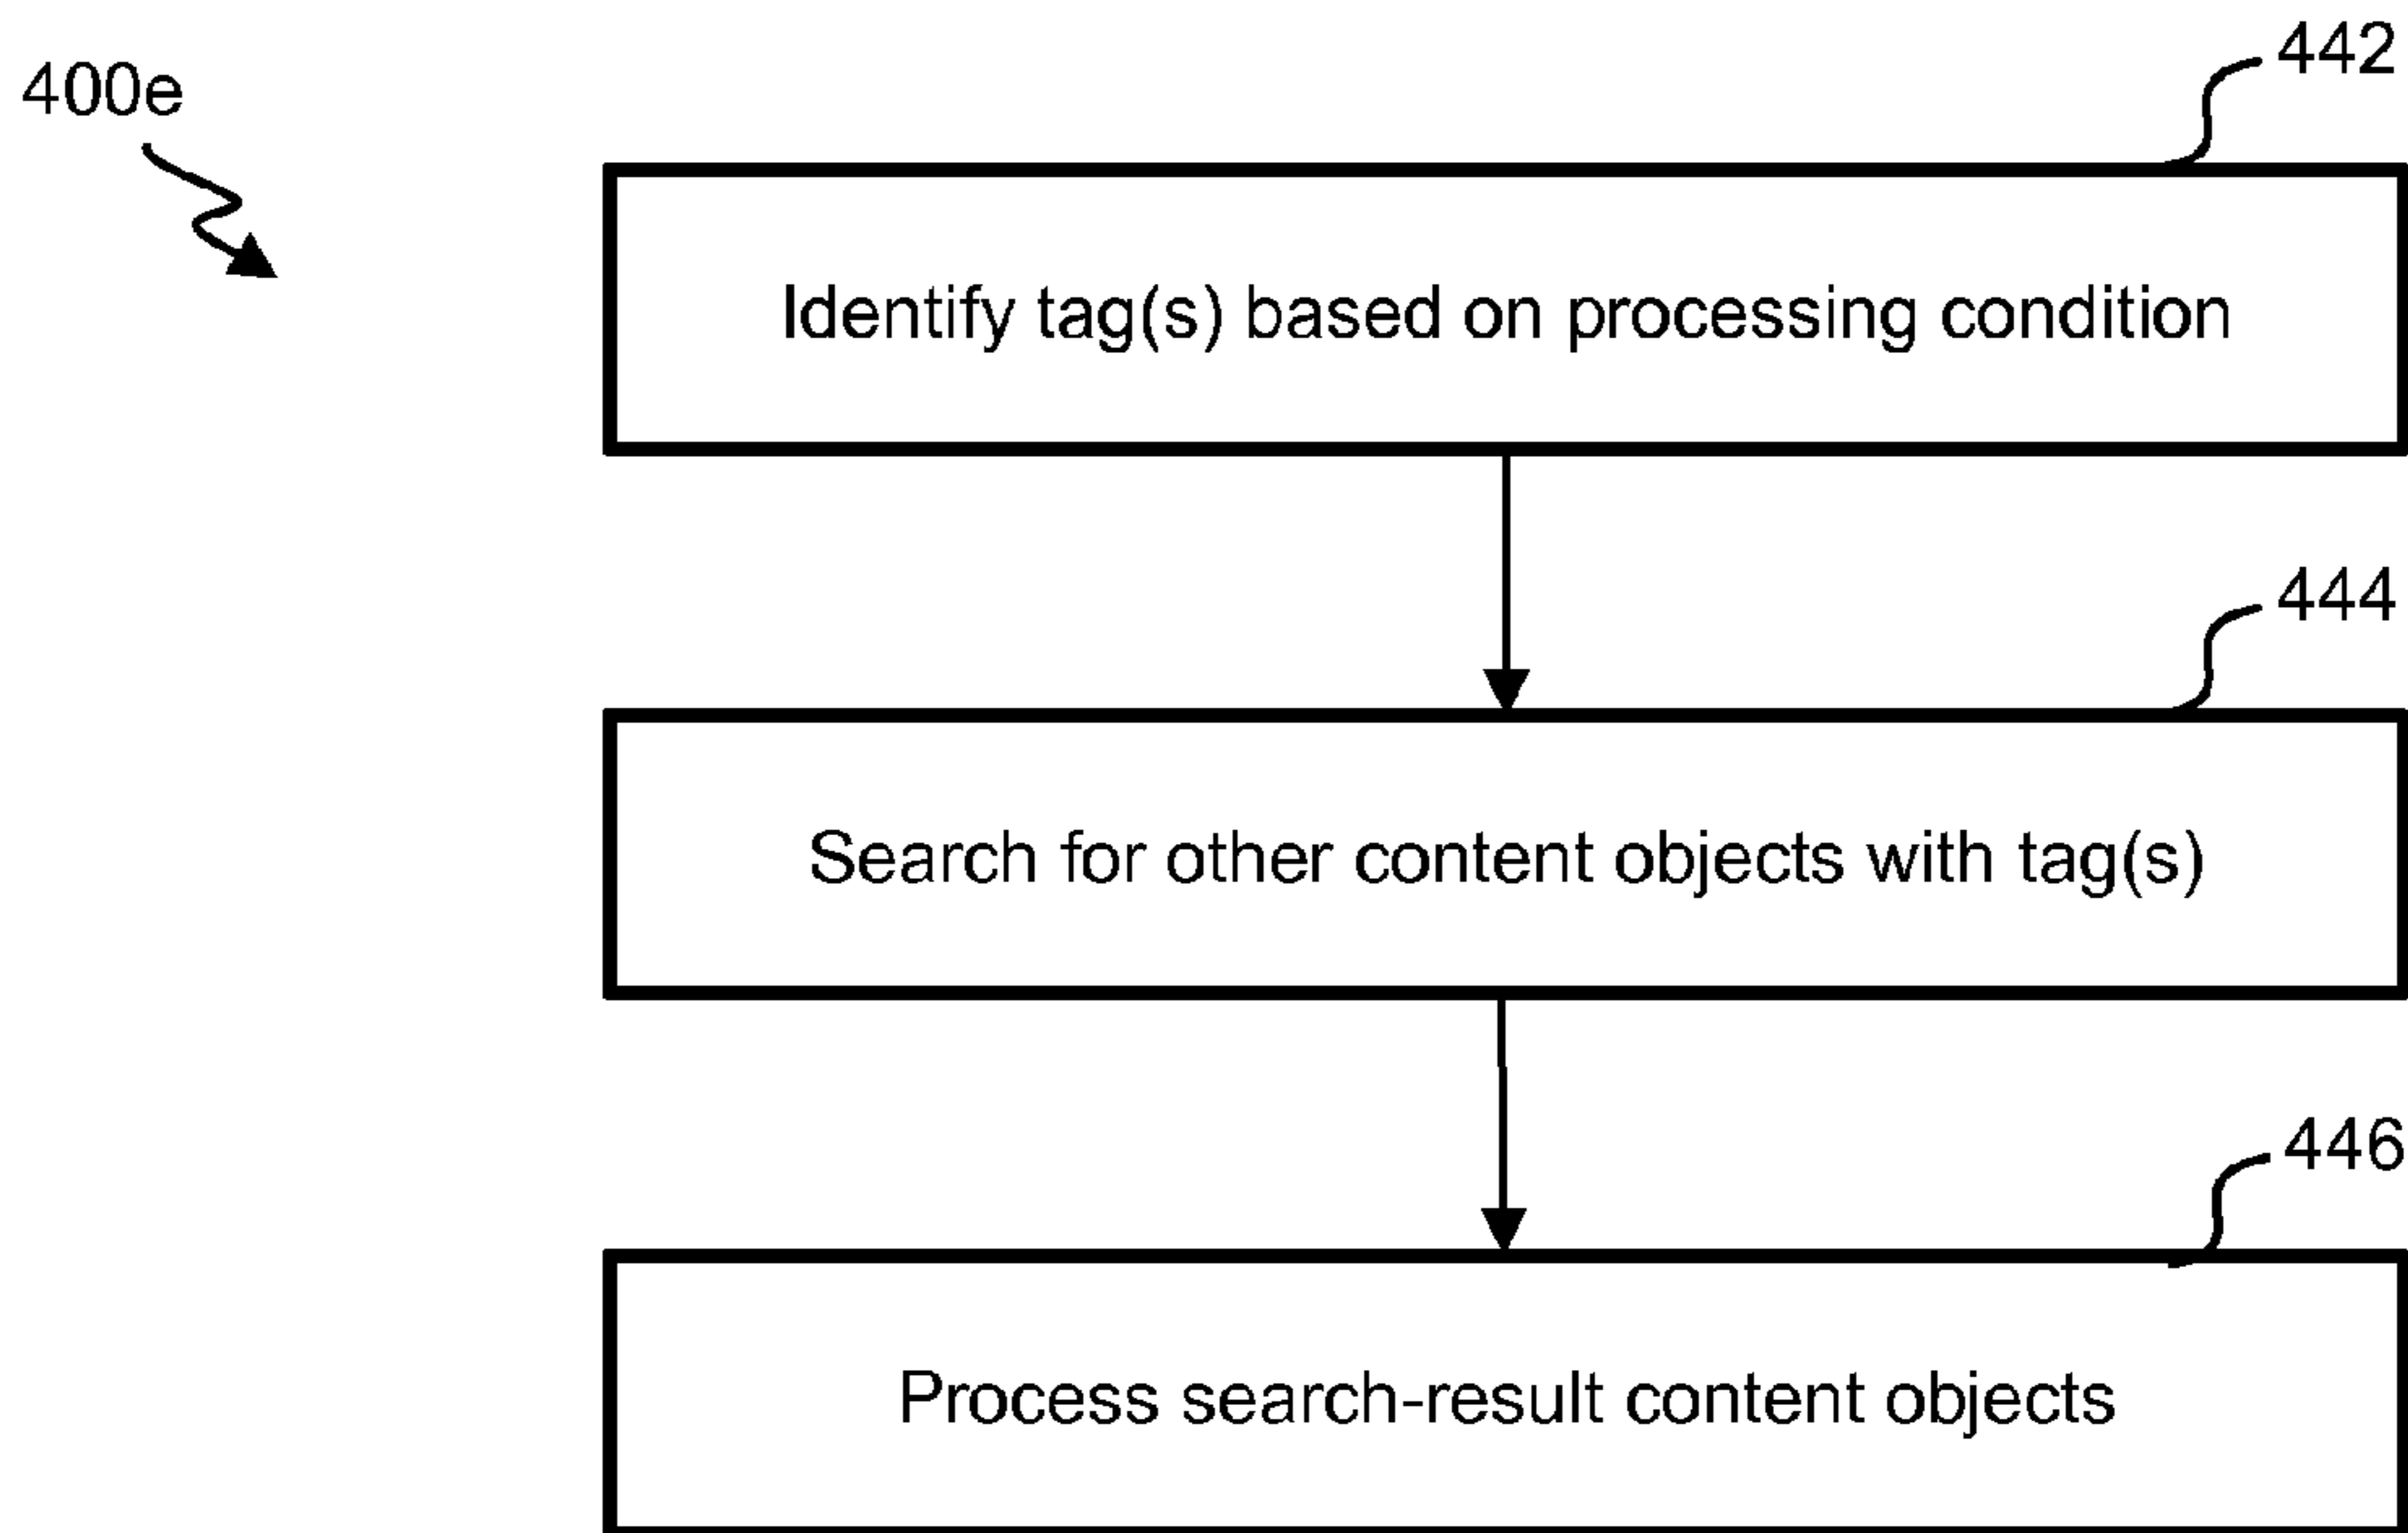 442
400e
Identify tag(s) based on processing condition
444
Search for other content objects with tag(s)
446
Process search-result content objects